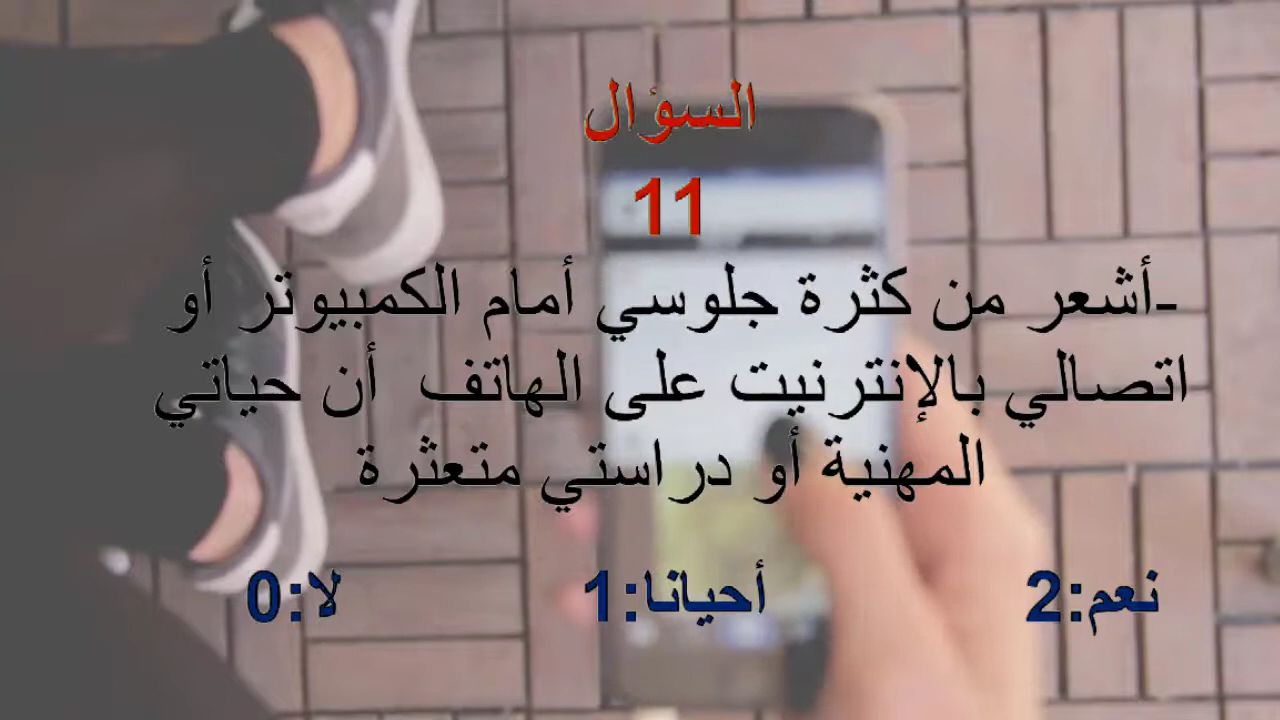 السؤال
11
-أشعر من كثرة جلوسي أمام الكمبيوتر أو
اتصالي بالإنترنيت على الهاتف أن حياتي
المهنية أو دراستي متعثرة
نعم:2 أحيانا:1 لا:0